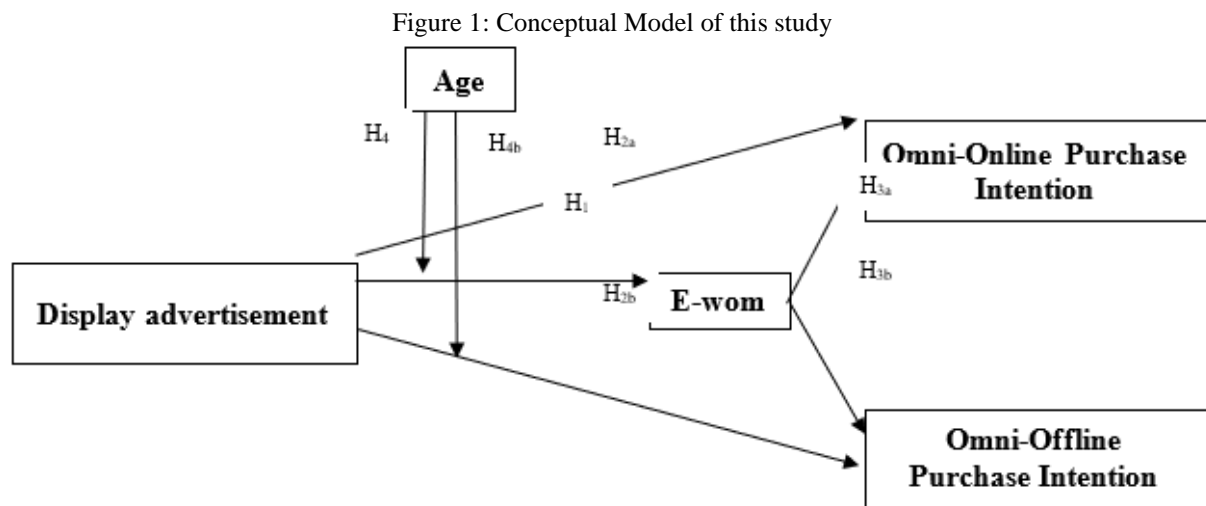 Figure 1: Conceptual Model of this study
Age
H4
H4b
H2a
Omni-Online Purchase
Intention
H3a
H1
H3b
Display advertisement
H2b
E-wom
Omni-Offline
Purchase Intention